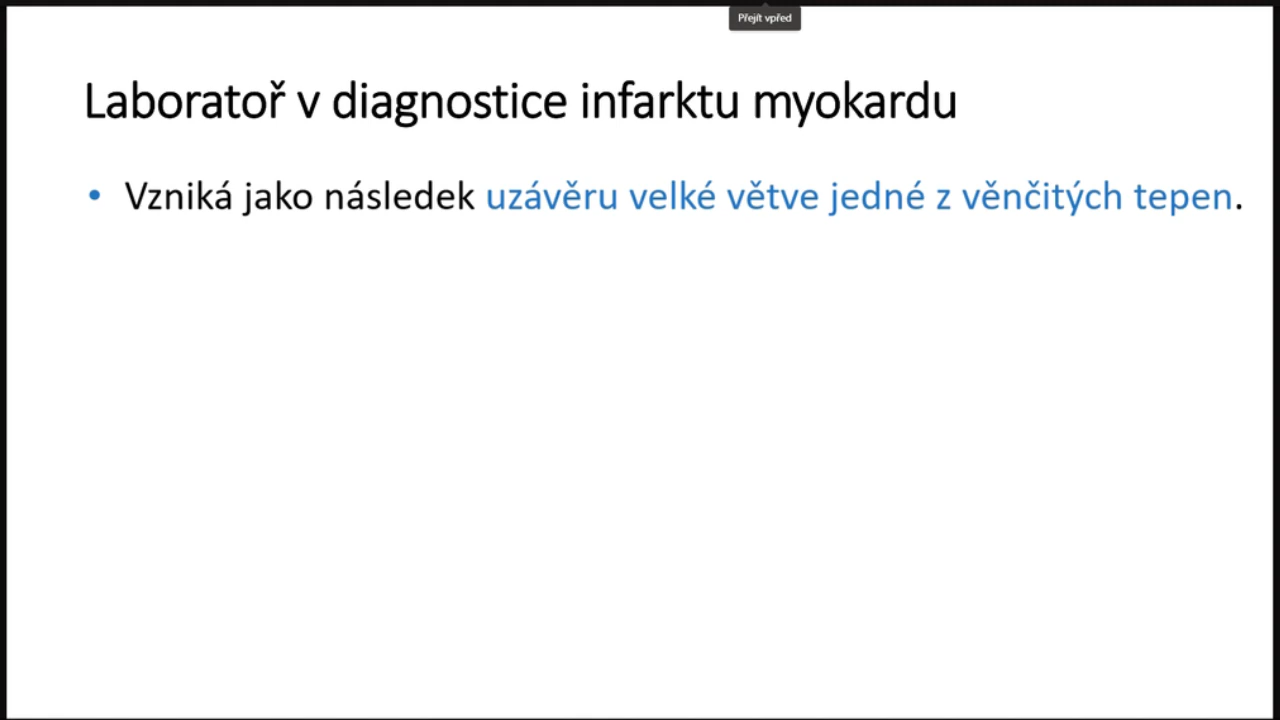 Přejít vpřed
Laboratoř v diagnostice infarktu myokardu
• Vzniká jako následek uzávěru velké větve jedné z věnčitých tepen.